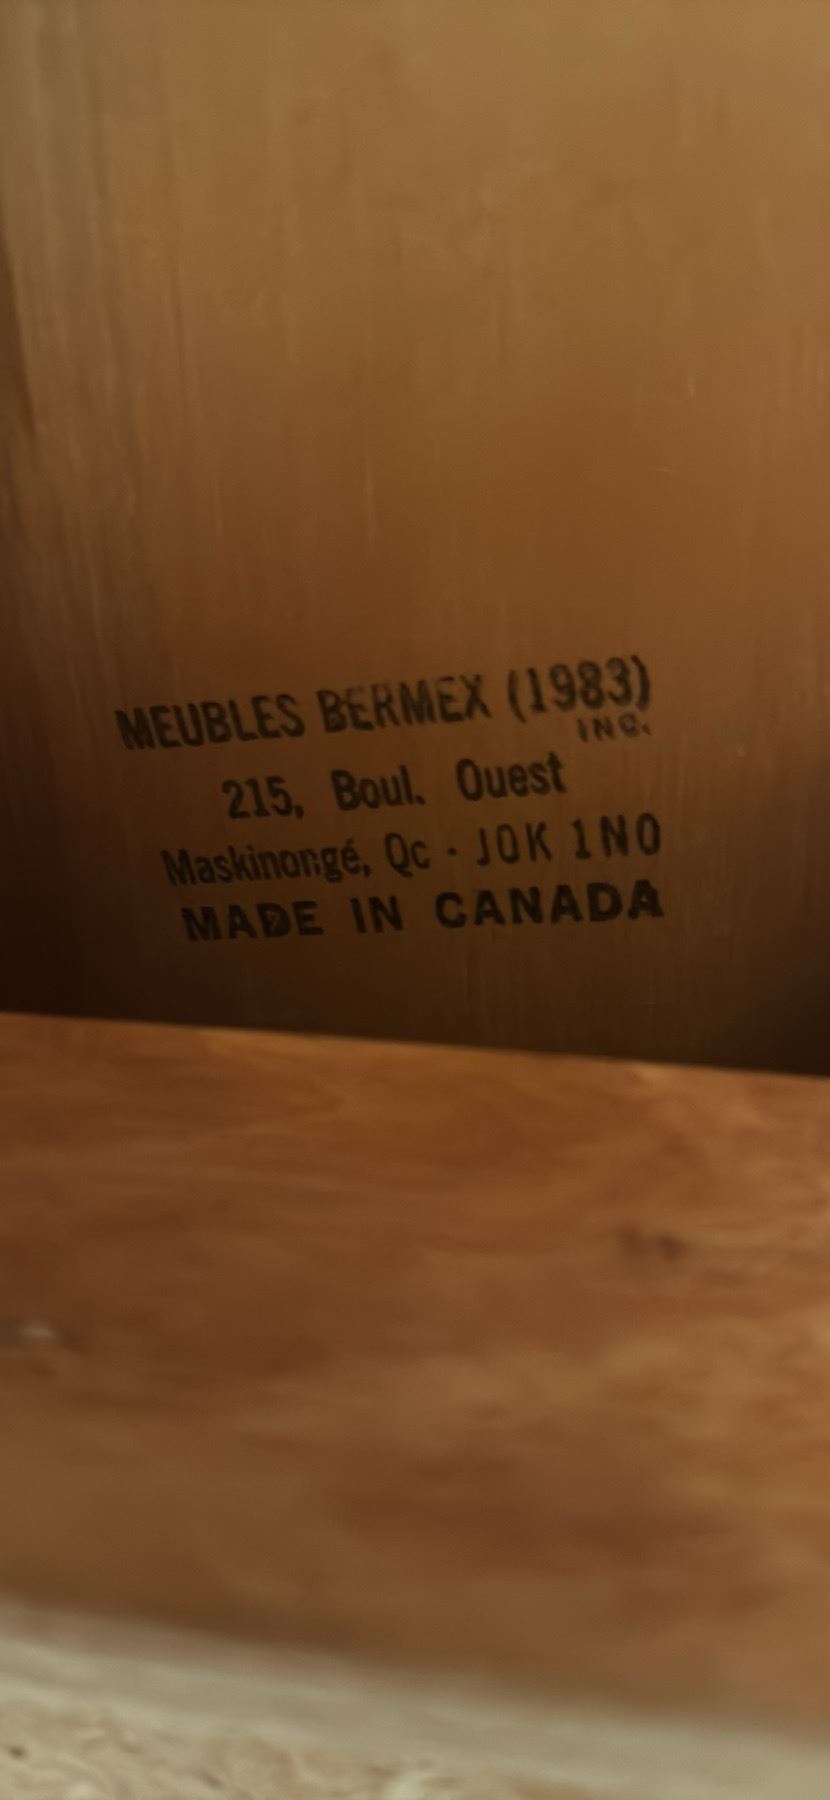 MEUBLES BERMEX (1983)
INC.
215, Boul. Ouest
Maskinongé, Qc - J0K 1N0
MADE IN CANADA